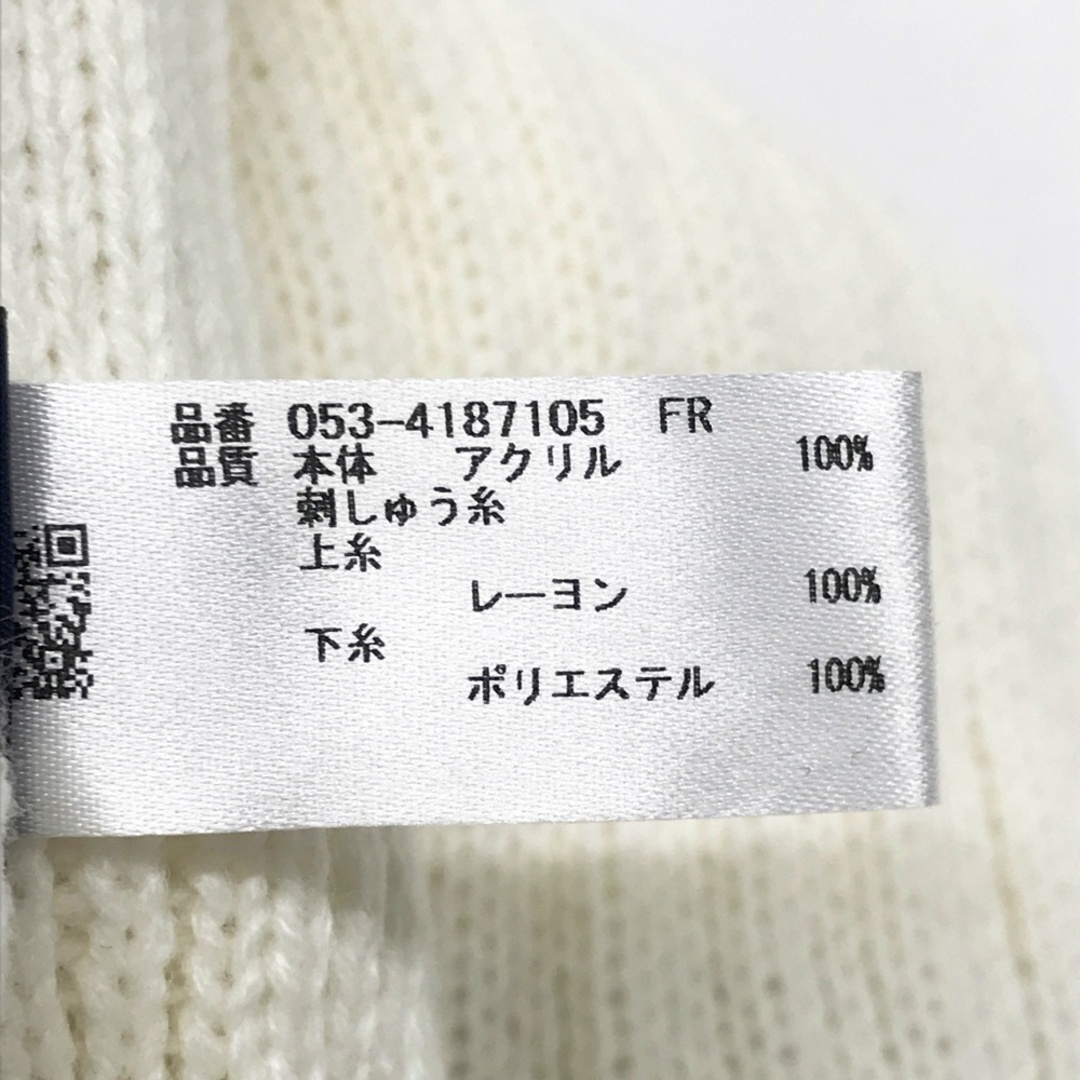 品番 053-4187105 FR
品質 本体 アクリル 100%
刺しゅう糸
上糸
レーヨン 100%
下糸
ポリエステル 100%